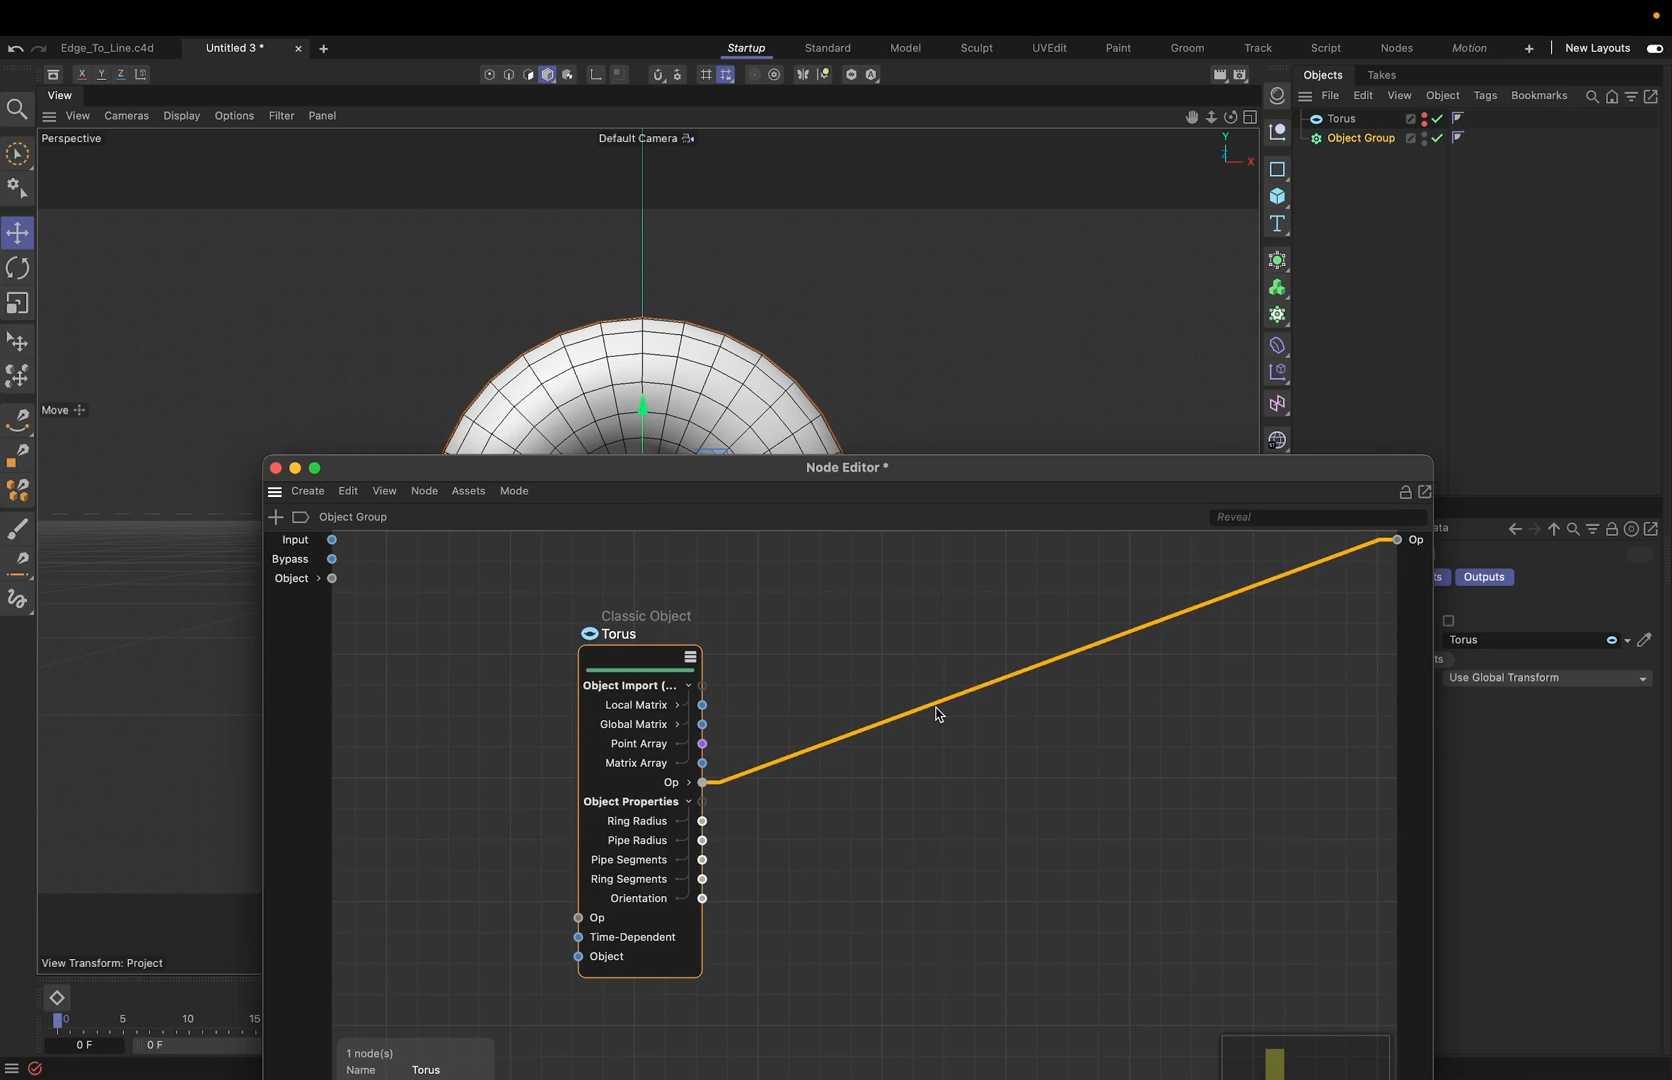 Edge_To_Line.c4d
Untitled 3 *
Startup
Standard
Model
Sculpt
UVEdit
Paint
Groom
Track
Script
Nodes
Motion
New Layouts
X Y Z
View
Objects
Takes
View
Cameras
Display
Options
Filter
Panel
File
Edit
View
Object
Tags
Bookmarks
Perspective
Default Camera
Y
Z
X
Torus
Object Group
Move
Node Editor *
Create
Edit
View
Node
Assets
Mode
Object Group
Reveal
Input
Bypass
Object >
Op
ata
Outputs
ts
Torus
ts
Use Global Transform
Classic Object
Torus
Object Import (...
Local Matrix >
Global Matrix >
Point Array
Matrix Array
Op >
Object Properties
Ring Radius
Pipe Radius
Pipe Segments
Ring Segments
Orientation
Op
Time-Dependent
Object
View Transform: Project
0
5
10
15
0 F
0 F
1 node(s)
Name
Torus